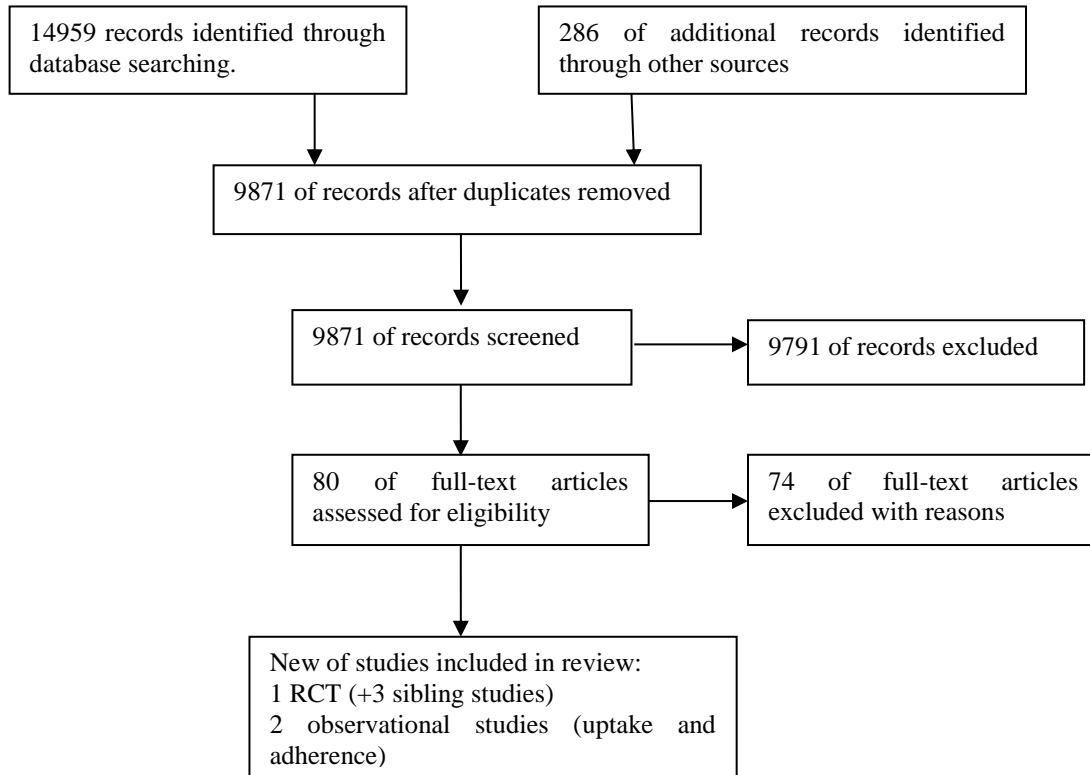 14959 records identified through
database searching.
286 of additional records identified
through other sources
9871 of records after duplicates removed
9871 of records screened
9791 of records excluded
80 of full-text articles
assessed for eligibility
74 of full-text articles
excluded with reasons
New of studies included in review:
1 RCT (+3 sibling studies)
2 observational studies (uptake and
adherence)